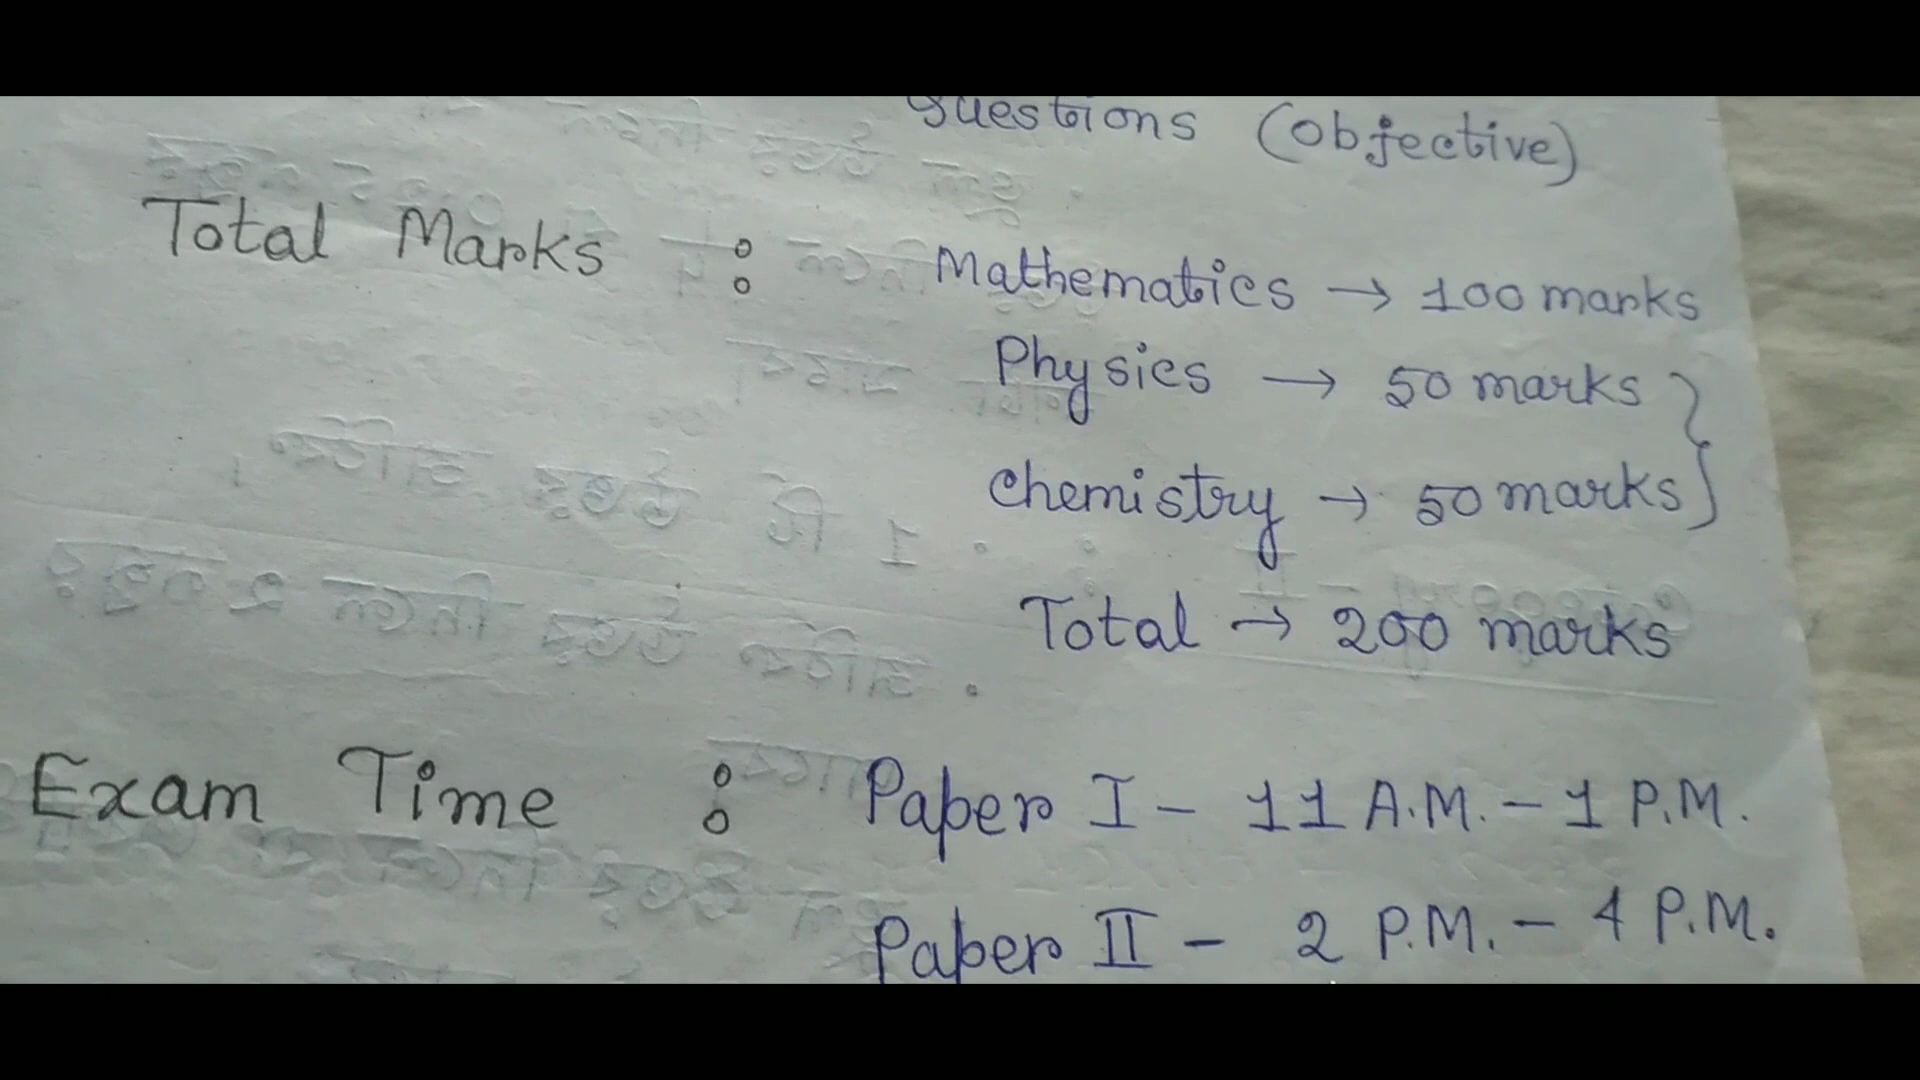 Questions (Objective)
Total Marks : Mathematics → 100 marks
Physics → 50 marks
Chemistry → 50 marks
Total → 200 marks
Exam Time : Paper I - 11 A.M. - 1 P.M.
Paper II - 2 P.M. - 4 P.M.